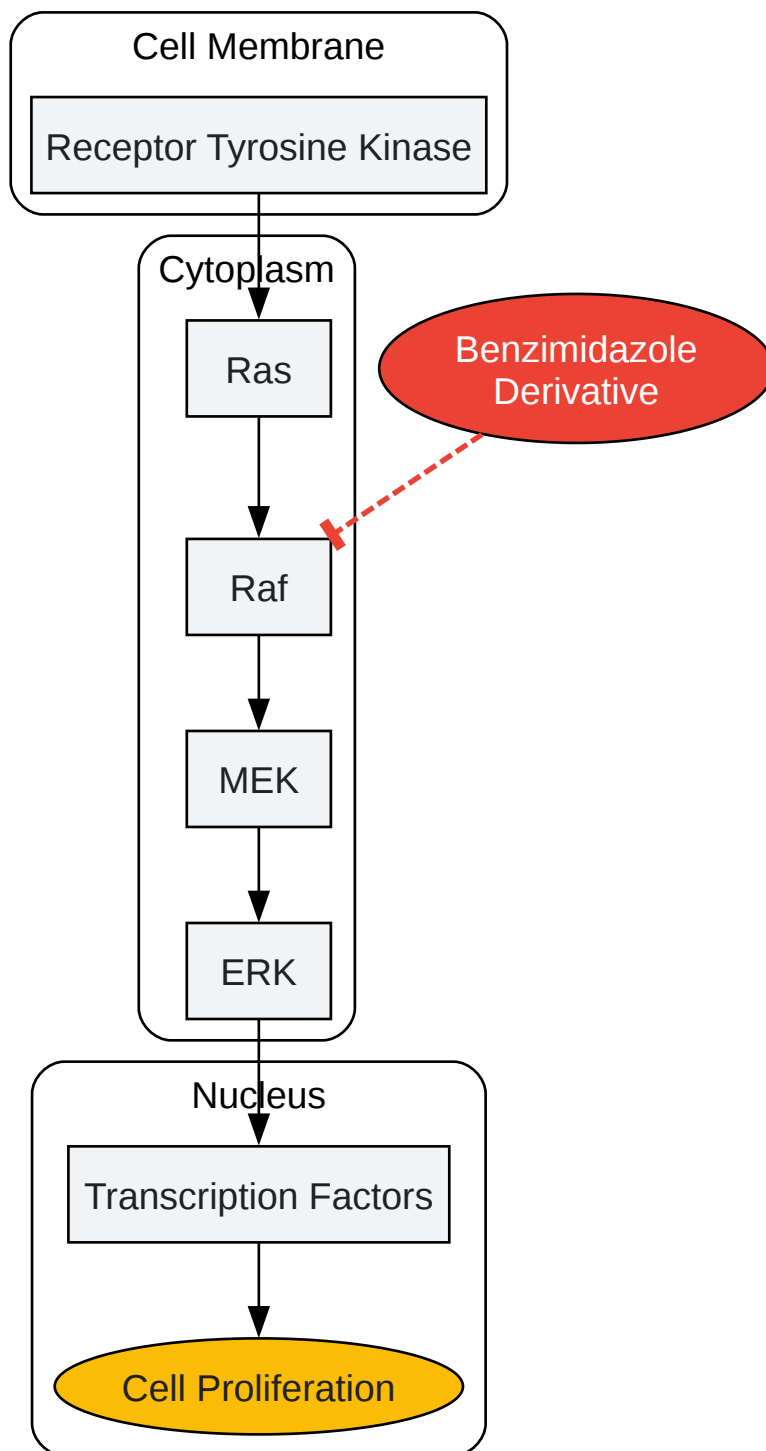 Cell Membrane
Receptor Tyrosine Kinase
Cytoplasm
Ras
Benzimidazole
Derivative
Raf
MEK
ERK
Nucleus
Transcription Factors
Cell Proliferation